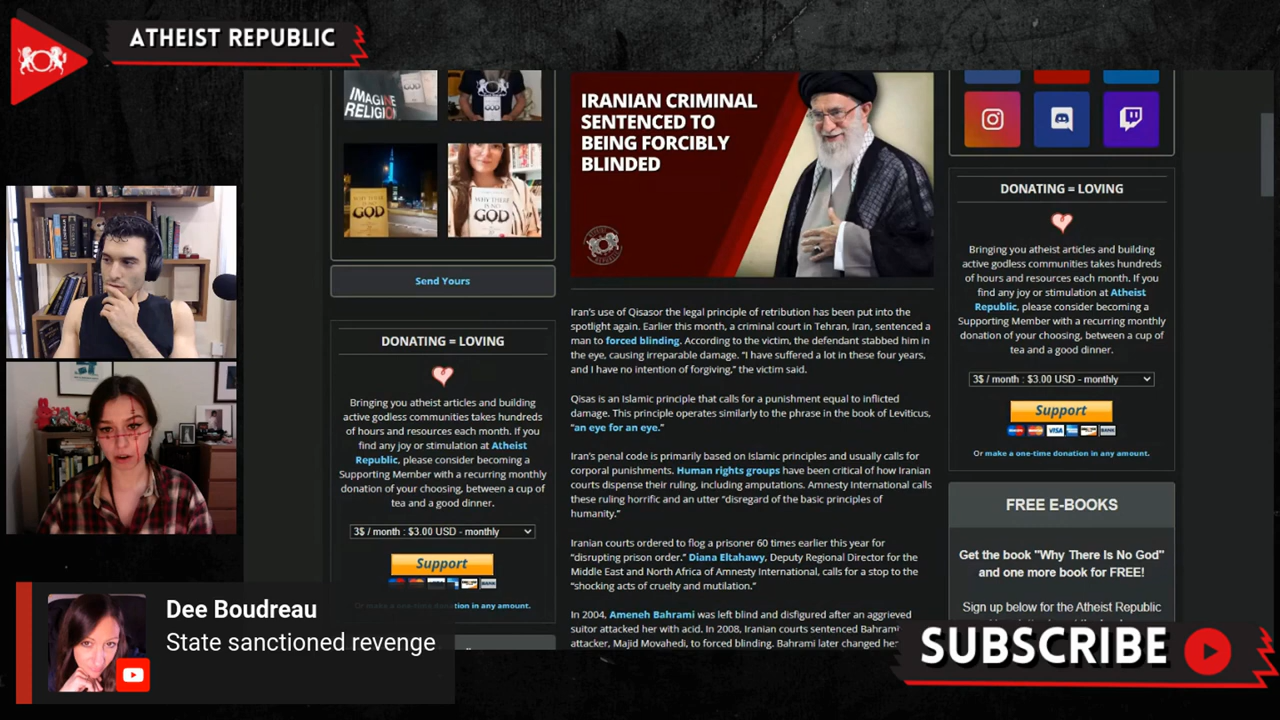 ATHEIST REPUBLIC
IMAGINE
RELIGION
WHY THERE
IS NO
GOD
GOD
Send Yours
DONATING = LOVING
Bringing you atheist articles and building
active godless communities takes hundreds
of hours and resources each month. If you
find any joy or stimulation at Atheist
Republic, please consider becoming a
Supporting Member with a recurring monthly
donation of your choosing, between a cup of
tea and a good dinner.
3$ / month : $3.00 USD - monthly
Support
VISA
BANK
Or make a one-time donation in any amount.
IRANIAN CRIMINAL
SENTENCED TO
BEING FORCIBLY
BLINDED
Iran's use of Qisasor the legal principle of retribution has been put into the
spotlight again. Earlier this month, a criminal court in Tehran, Iran, sentenced a
man to forced blinding. According to the victim, the defendant stabbed him in
the eye, causing irreparable damage. "I have suffered a lot in these four years,
and I have no intention of forgiving," the victim said.
Qisas is an Islamic principle that calls for a punishment equal to inflicted
damage. This principle operates similarly to the phrase in the book of Leviticus,
"an eye for an eye."
Iran's penal code is primarily based on Islamic principles and usually calls for
corporal punishments. Human rights groups have been critical of how Iranian
courts dispense their ruling, including amputations. Amnesty International calls
these ruling horrific and an utter "disregard of the basic principles of
humanity."
Iranian courts ordered to flog a prisoner 60 times earlier this year for
"disrupting prison order." Diana Eltahawy, Deputy Regional Director for the
Middle East and North Africa of Amnesty International, calls for a stop to the
"shocking acts of cruelty and mutilation."
In 2004, Ameneh Bahrami was left blind and disfigured after an aggrieved
suitor attacked her with acid. In 2008, Iranian courts sentenced Bahrami
attacker, Majid Movahedi, to forced blinding. Bahrami later changed her
DONATING = LOVING
Bringing you atheist articles and building
active godless communities takes hundreds
of hours and resources each month. If you
find any joy or stimulation at Atheist
Republic, please consider becoming a
Supporting Member with a recurring monthly
donation of your choosing, between a cup of
tea and a good dinner.
3$ / month : $3.00 USD - monthly
Support
VISA
BANK
Or make a one-time donation in any amount.
FREE E-BOOKS
Get the book "Why There Is No God"
and one more book for FREE!
Sign up below for the Atheist Republic
Dee Boudreau
State sanctioned revenge
SUBSCRIBE